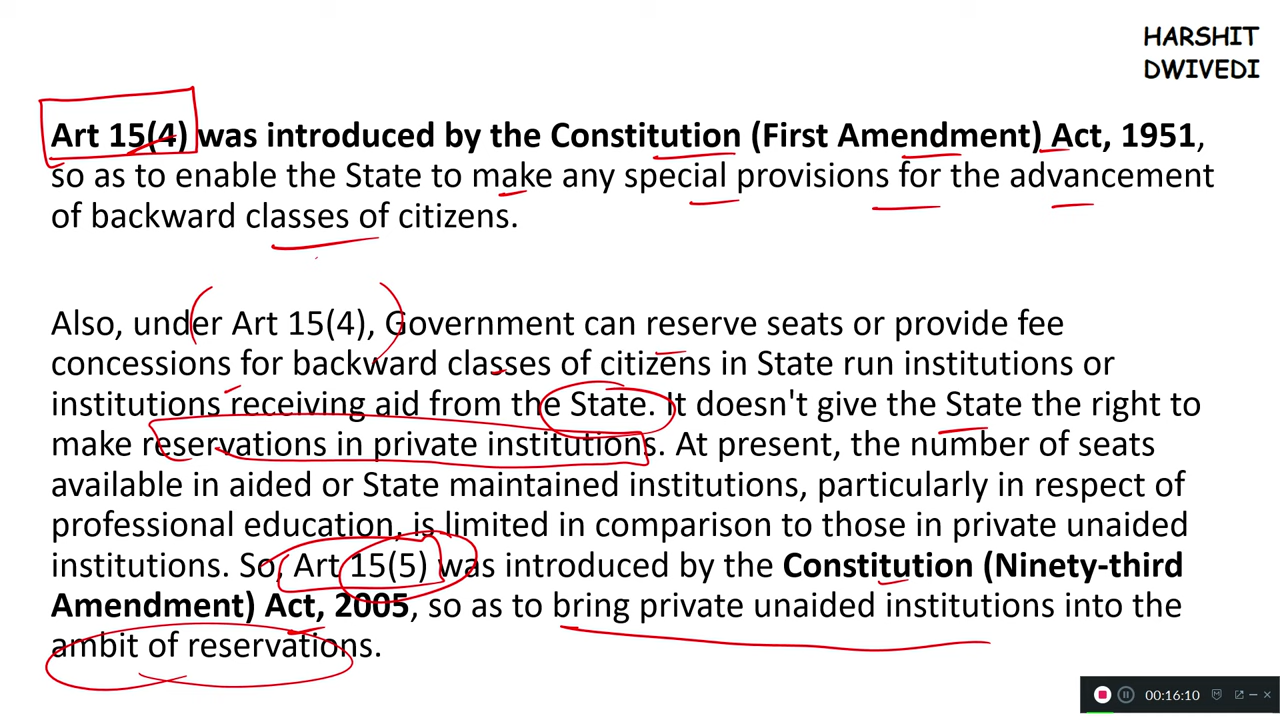 HARSHIT
DWIVEDI
Art 15(4) was introduced by the Constitution (First Amendment) Act, 1951,
so as to enable the State to make any special provisions for the advancement
of backward classes of citizens.
Also, under Art 15(4), Government can reserve seats or provide fee
concessions for backward classes of citizens in State run institutions or
institutions receiving aid from the State. It doesn't give the State the right to
make reservations in private institutions. At present, the number of seats
available in aided or State maintained institutions, particularly in respect of
professional education, is limited in comparison to those in private unaided
institutions. So, Art 15(5) was introduced by the Constitution (Ninety-third
Amendment) Act, 2005, so as to bring private unaided institutions into the
ambit of reservations.
00:16:10